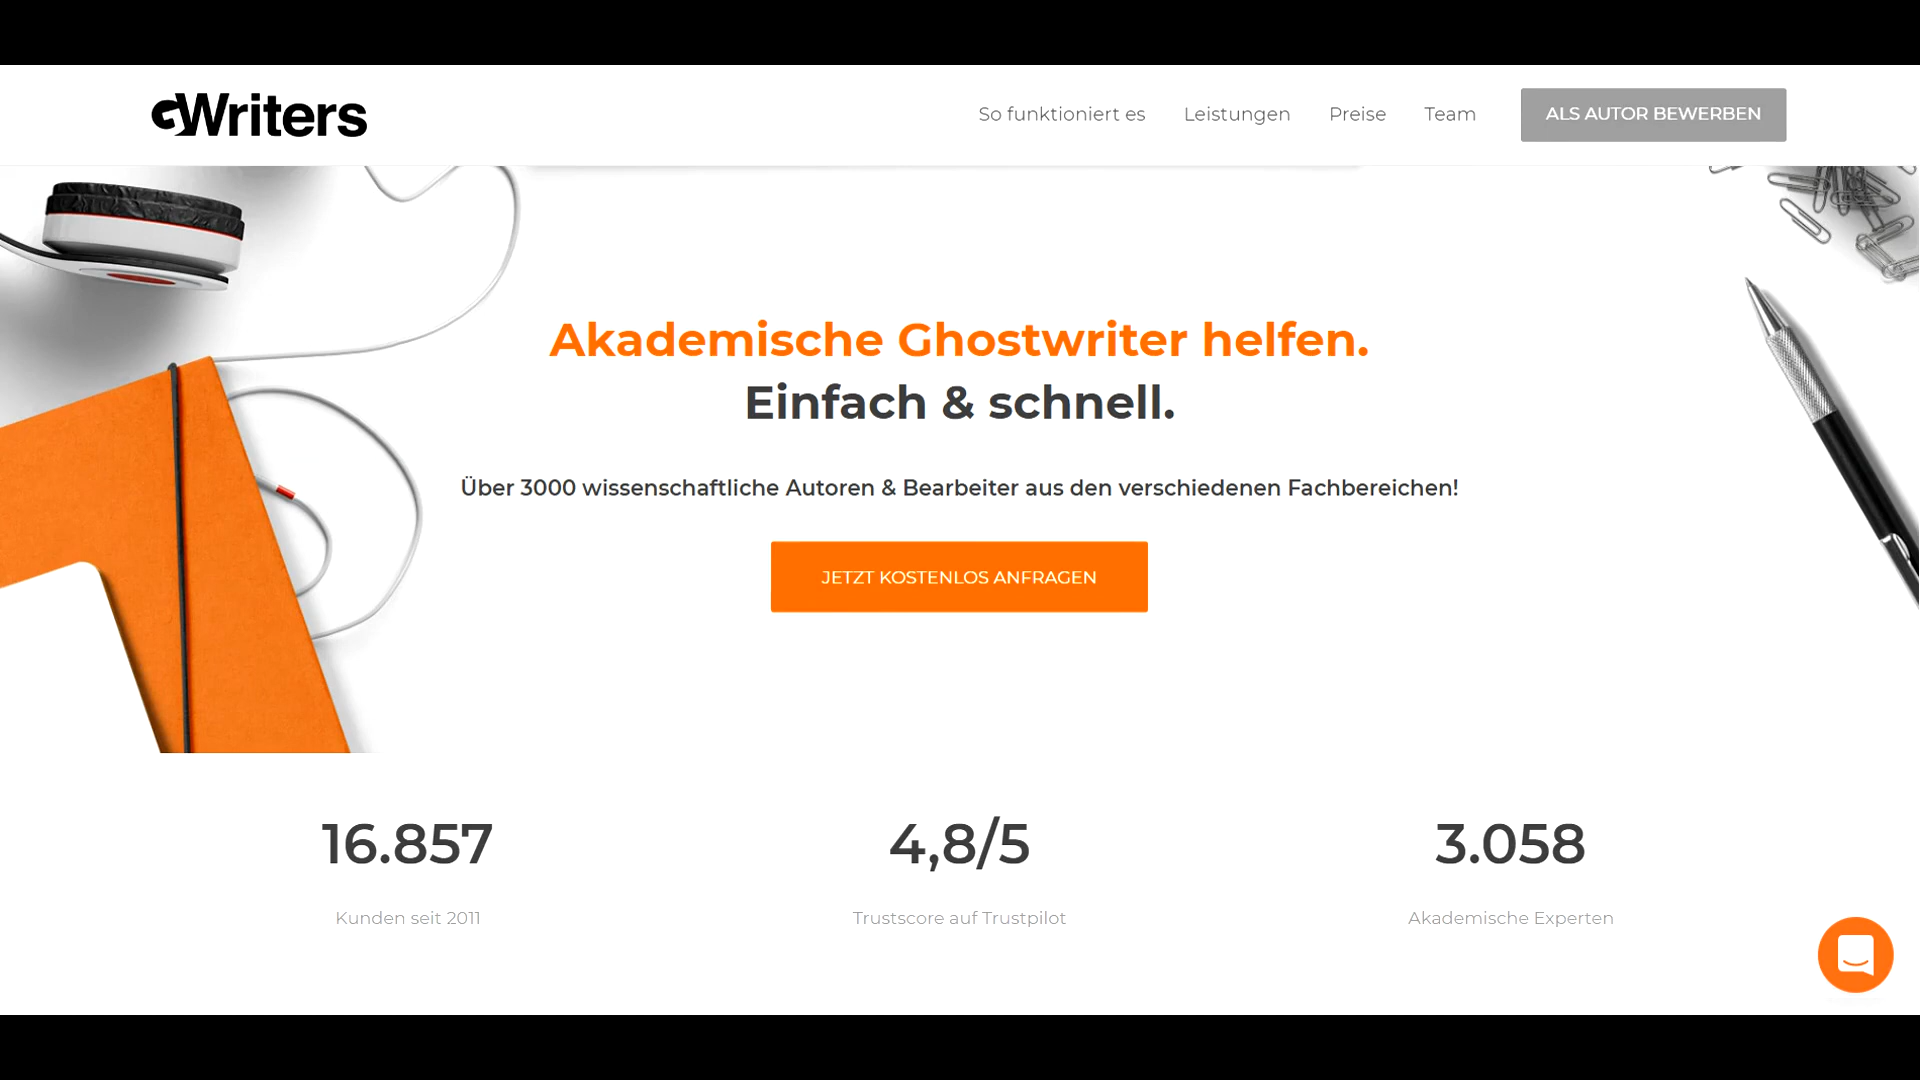 GWriters
So funktioniert es Leistungen Preise Team ALS AUTOR BEWERBEN
Akademische Ghostwriter helfen.
Einfach & schnell.
Über 3000 wissenschaftliche Autoren & Bearbeiter aus den verschiedenen Fachbereichen!
JETZT KOSTENLOS ANFRAGEN
16.857 4,8/5 3.058
Kunden seit 2011 Trustscore auf Trustpilot Akademische Experten